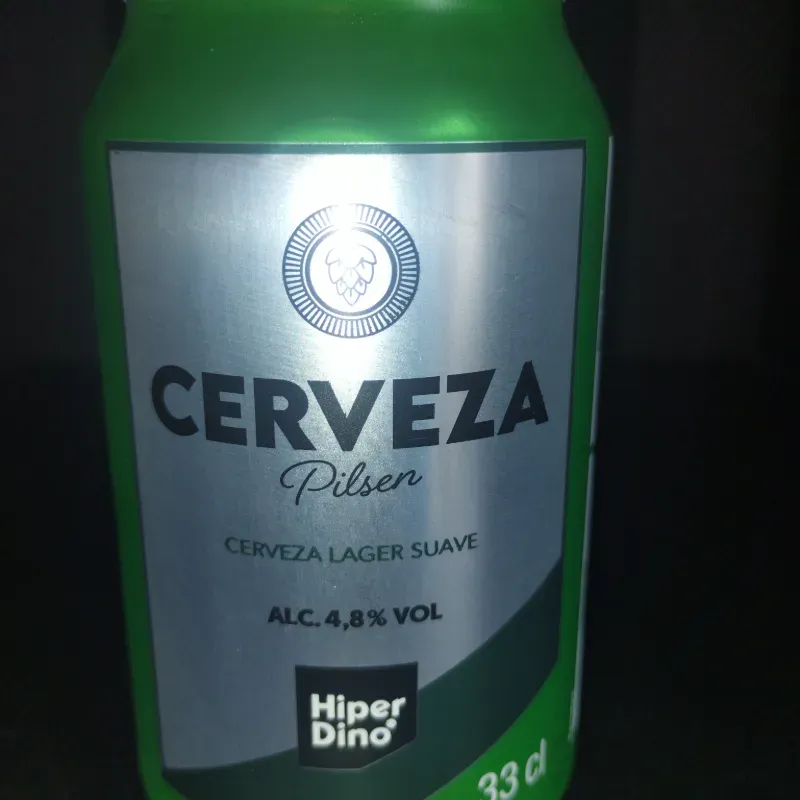 CERVEZA
Pilsen
CERVEZA LAGER SUAVE
ALC. 4,8% VOL
Hiper
Dino
33 cl